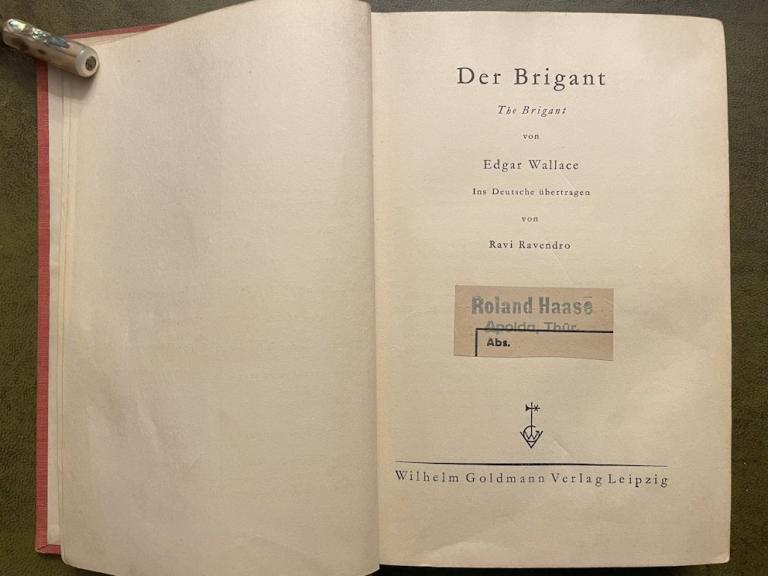 Der Brigant
The Brigant
von
Edgar Wallace
Ins Deutsche übertragen
von
Ravi Ravendro
Roland Haase
Apolda, Thür.
Abs.
Wilhelm Goldmann Verlag Leipzig